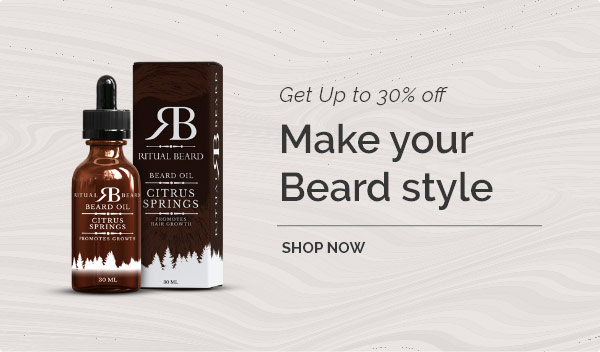 RB
RITUAL BEARD
BEARD OIL
CITRUS
SPRINGS
PROMOTES GROWTH
30 ML
RB
RITUAL BEARD
BEARD OIL
CITRUS
SPRINGS
PROMOTES
HAIR GROWTH
30 ML
RITUAL RB BEARD
Get Up to 30% off
Make your
Beard style
SHOP NOW